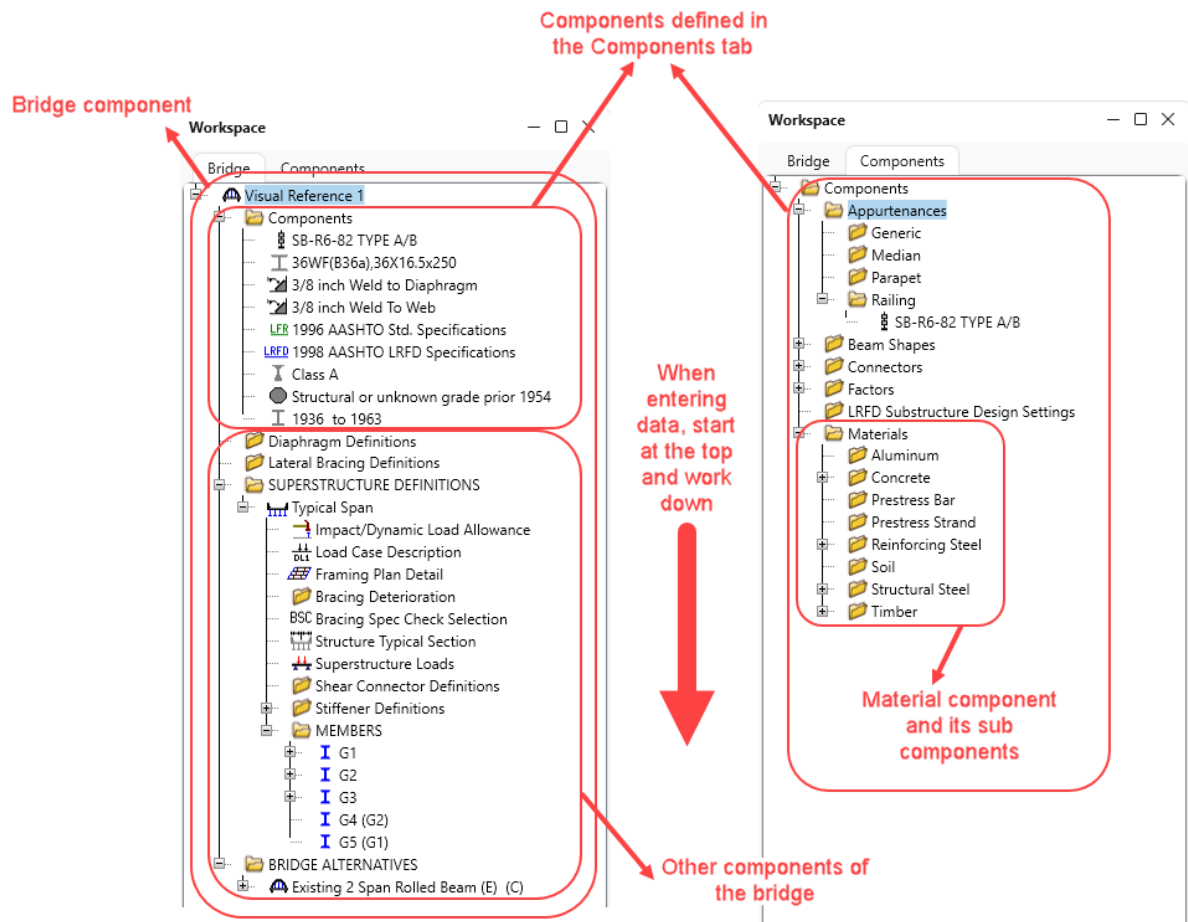 Components defined in
the Components tab
Bridge component
Workspace
Bridge Components
Visual Reference 1
Components
SB-R6-82 TYPE A/B
36WF(B36a),36X16.5x250
3/8 inch Weld to Diaphragm
3/8 inch Weld To Web
LFR 1996 AASHTO Std. Specifications
LRFD 1998 AASHTO LRFD Specifications
Class A
Structural or unknown grade prior 1954
1936 to 1963
Diaphragm Definitions
Lateral Bracing Definitions
SUPERSTRUCTURE DEFINITIONS
Typical Span
Impact/Dynamic Load Allowance
DL1 Load Case Description
Framing Plan Detail
Bracing Deterioration
BSC Bracing Spec Check Selection
Structure Typical Section
Superstructure Loads
Shear Connector Definitions
Stiffener Definitions
MEMBERS
G1
G2
G3
G4 (G2)
G5 (G1)
BRIDGE ALTERNATIVES
Existing 2 Span Rolled Beam (E) (C)
When
entering
data, start
at the top
and work
down
Other components of
the bridge
Workspace
Bridge Components
Components
Appurtenances
Generic
Median
Parapet
Railing
SB-R6-82 TYPE A/B
Beam Shapes
Connectors
Factors
LRFD Substructure Design Settings
Materials
Aluminum
Concrete
Prestress Bar
Prestress Strand
Reinforcing Steel
Soil
Structural Steel
Timber
Material component
and its sub
components